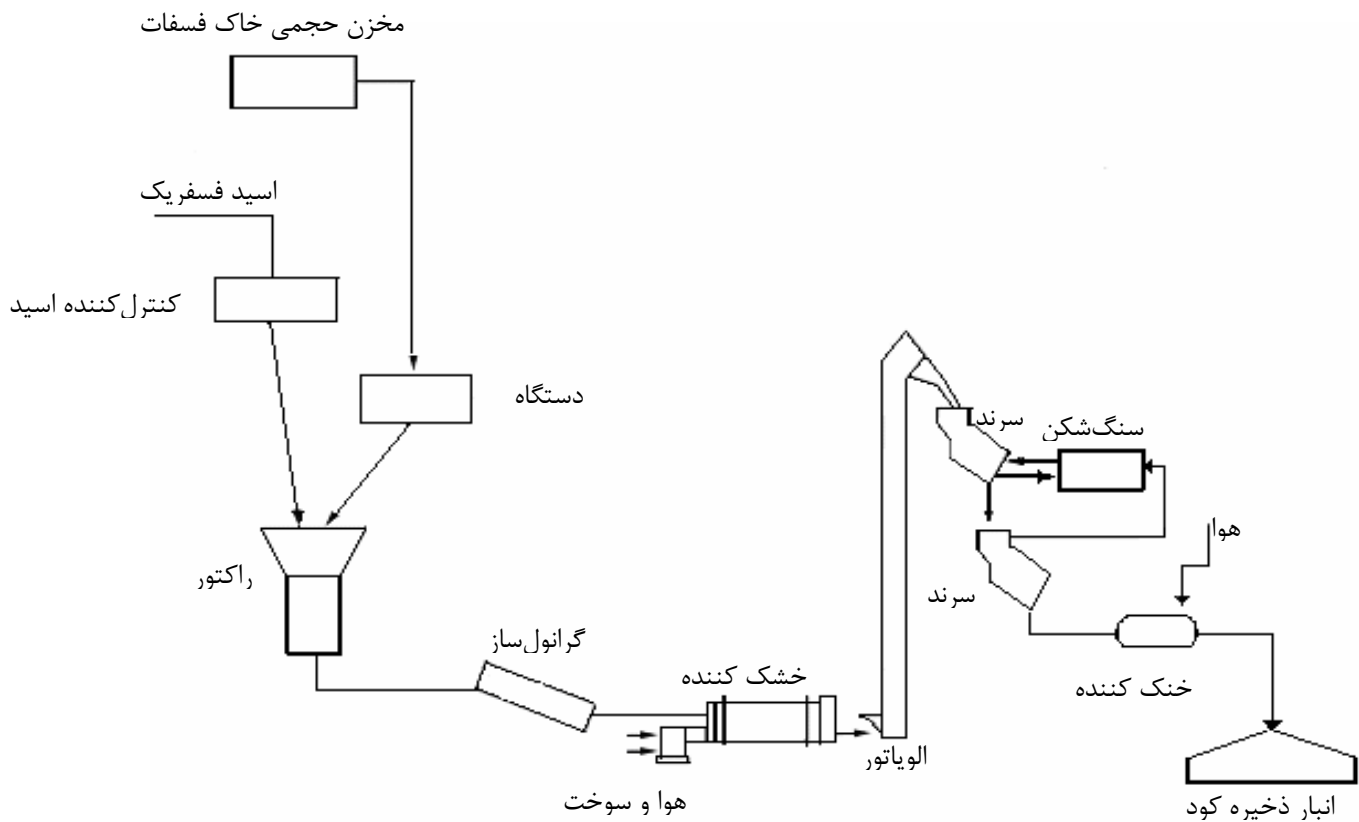 مخزن حجمی خاک فسفات
اسید فسفریک
کنترل‌کننده اسید
دستگاه
سرند
سنگ‌شکن
هوا
راکتور
سرند
گرانول‌ساز
خشک کننده
خنک کننده
الویاتور
هوا و سوخت
انبار ذخیره کود